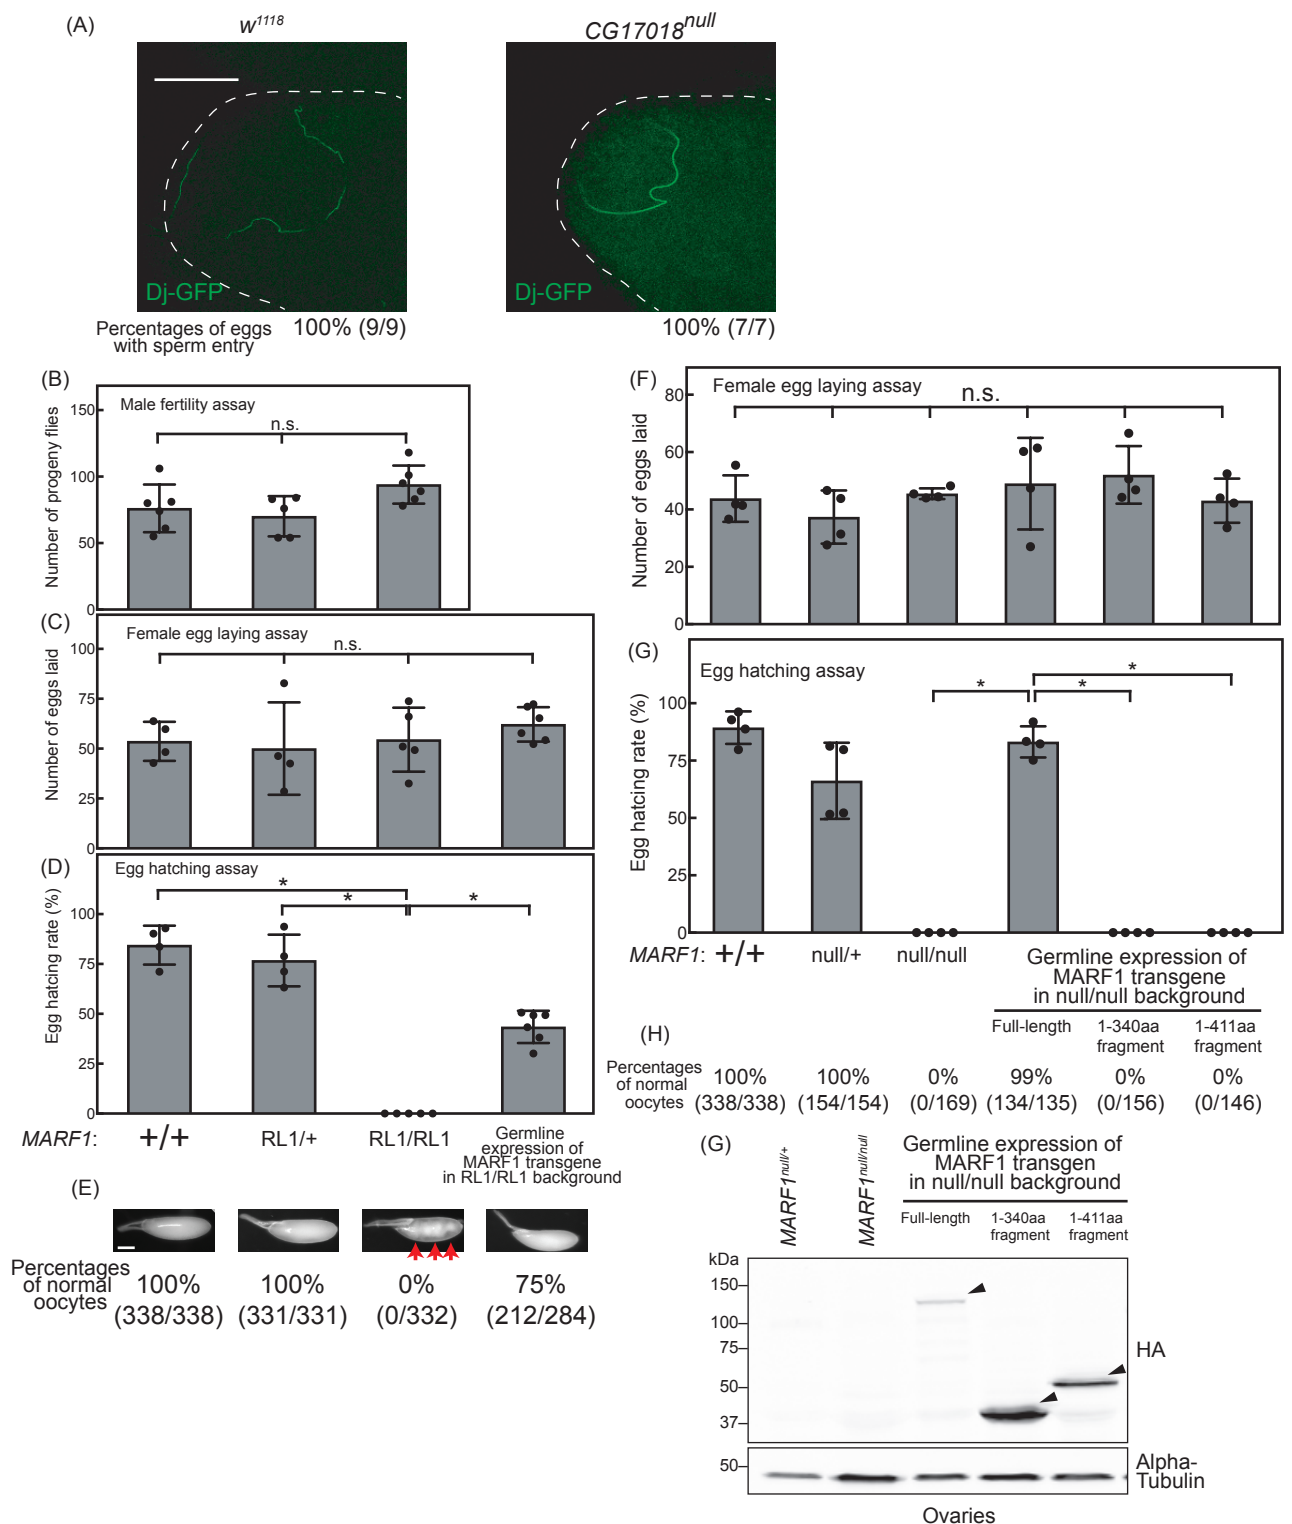 (A)
w1118
CG17018null
Dj-GFP
Dj-GFP
Percentages of eggs
with sperm entry
100% (9/9)
100% (7/7)
(B)
Male fertility assay
n.s.
Number of progeny flies
150
100
50
0
(C)
Female egg laying assay
n.s.
Number of eggs laid
100
75
50
25
0
(D)
Egg hatching assay
*
*
*
Egg hatcing rate (%)
100
75
50
25
0
MARF1:
+/+
RL1/+
RL1/RL1
Germline
expression of
MARF1 transgene
in RL1/RL1 background
(E)
Percentages
of normal
oocytes
100%
(338/338)
100%
(331/331)
0%
(0/332)
75%
(212/284)
(F)
Female egg laying assay
n.s.
Number of eggs laid
80
60
40
20
0
(G)
Egg hatching assay
*
*
*
Egg hatcing rate (%)
100
75
50
25
0
MARF1:
+/+
null/+
null/null
Germline expression of
MARF1 transgene
in null/null background
Full-length
1-340aa
fragment
1-411aa
fragment
(H)
Percentages
of normal
oocytes
100%
(338/338)
100%
(154/154)
0%
(0/169)
99%
(134/135)
0%
(0/156)
0%
(0/146)
(G)
MARF1null/+
MARF1null/null
Germline expression of
MARF1 transgen
in null/null background
Full-length
1-340aa
fragment
1-411aa
fragment
kDa
150
100
75
50
37
HA
50
Alpha-
Tubulin
Ovaries